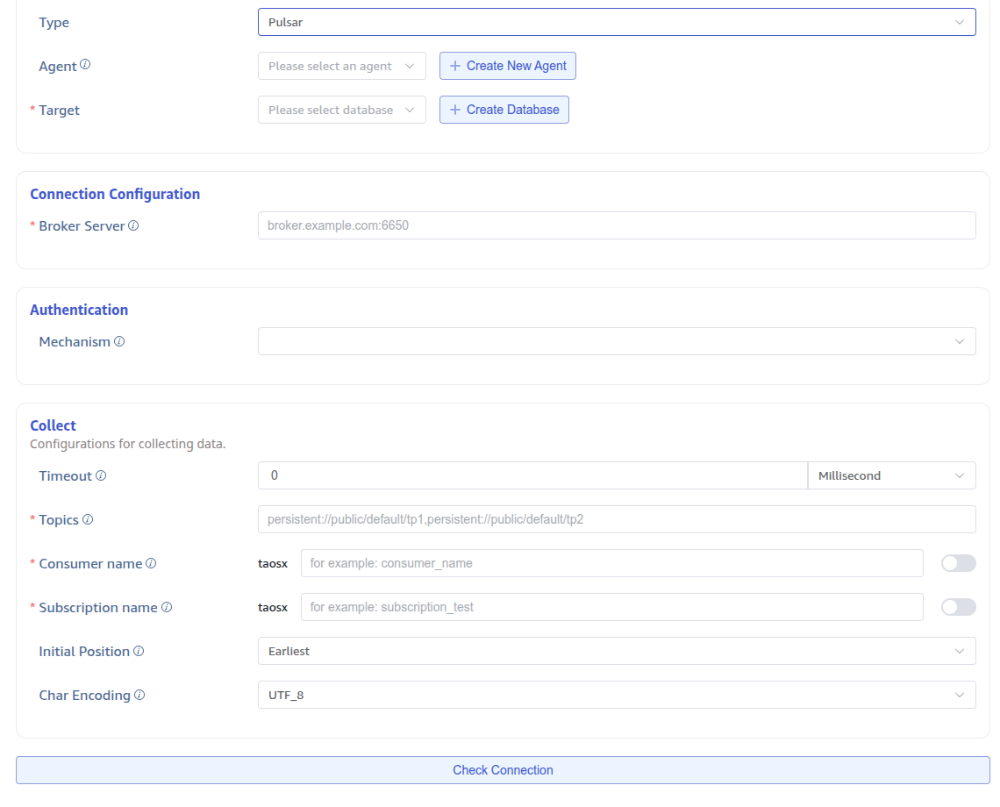 Type Pulsar
Agent Please select an agent + Create New Agent
* Target Please select database + Create Database
Connection Configuration
* Broker Server broker.example.com:6650
Authentication
Mechanism
Collect
Configurations for collecting data.
Timeout 0 Millisecond
* Topics persistent://public/default/tp1,persistent://public/default/tp2
* Consumer name taosx for example: consumer_name
* Subscription name taosx for example: subscription_test
Initial Position Earliest
Char Encoding UTF_8
Check Connection